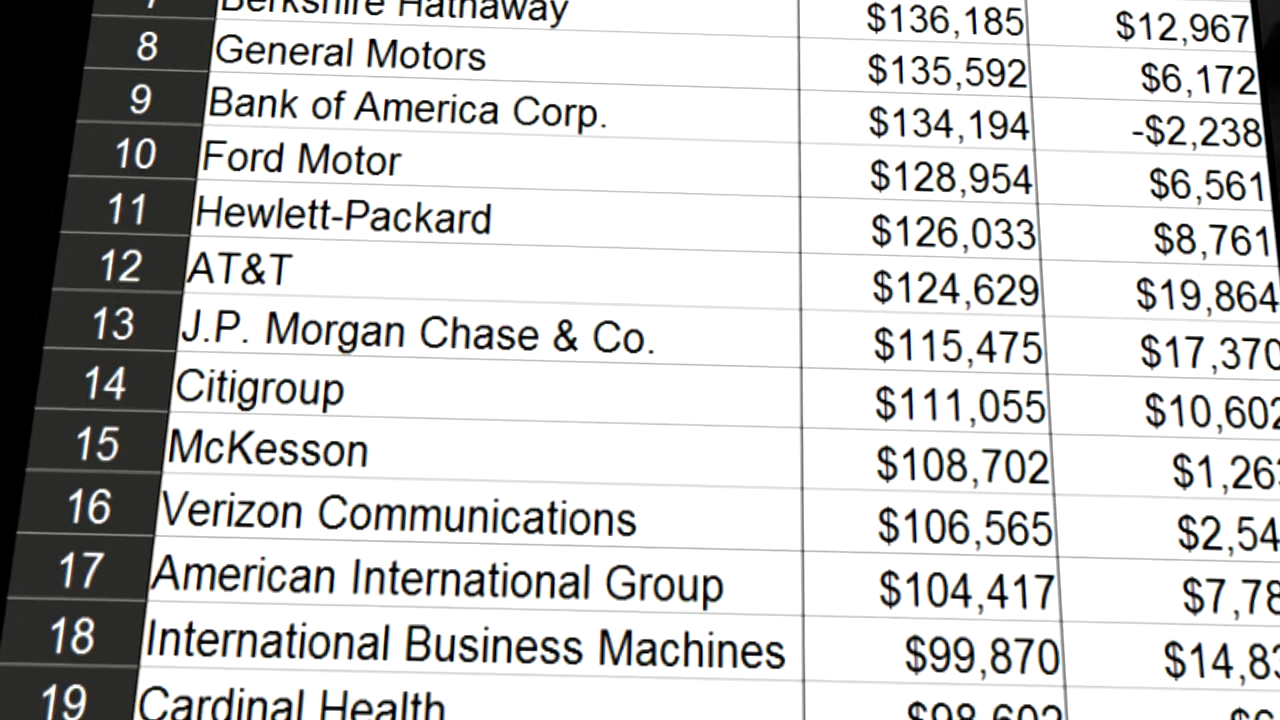 Berkshire Hathaway $136,185 $12,967
8 General Motors $135,592 $6,172
9 Bank of America Corp. $134,194 -$2,238
10 Ford Motor $128,954 $6,561
11 Hewlett-Packard $126,033 $8,761
12 AT&T $124,629 $19,864
13 J.P. Morgan Chase & Co. $115,475 $17,370
14 Citigroup $111,055 $10,602
15 McKesson $108,702 $1,263
16 Verizon Communications $106,565 $2,54
17 American International Group $104,417 $7,78
18 International Business Machines $99,870 $14,83
19 Cardinal Health $98,602